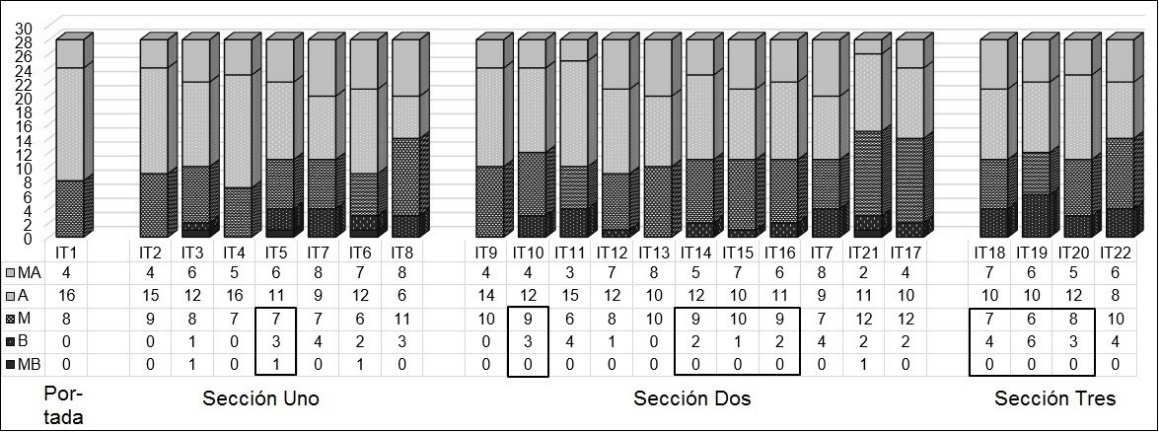 30
28
26
24
22
20
18
16
14
12
10
8
6
4
2
0
IT1 IT2 IT3 IT4 IT5 IT7 IT6 IT8 IT9 IT10 IT11 IT12 IT13 IT14 IT15 IT16 IT7 IT21 IT17 IT18 IT19 IT20 IT22
MA 4 4 6 5 6 8 7 8 4 4 3 7 8 5 7 6 8 2 4 7 6 5 6
A 16 15 12 16 11 9 12 6 14 12 15 12 10 12 10 11 9 11 10 10 10 12 8
M 8 9 8 7 7 7 6 11 10 9 6 8 10 9 10 9 7 12 12 7 6 8 10
B 0 0 1 0 3 4 2 3 0 3 4 1 0 2 1 2 4 2 2 4 6 3 4
MB 0 0 1 0 1 0 1 0 0 0 0 0 0 0 0 0 0 1 0 0 0 0 0
Por-
tada
Sección Uno Sección Dos Sección Tres